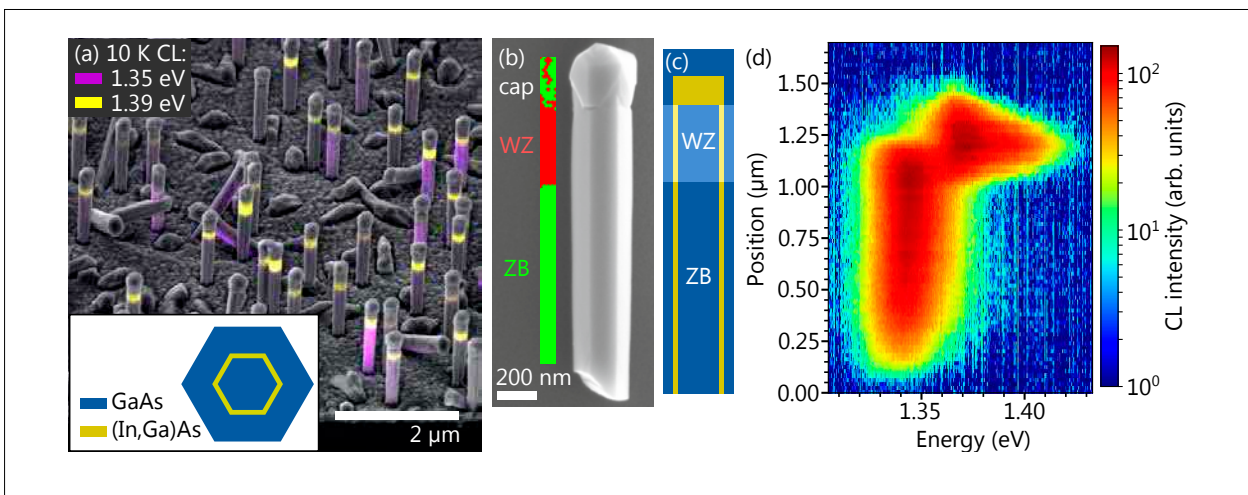 (a) 10 K CL:
1.35 eV
1.39 eV
GaAs
(In,Ga)As
2 μm
(b)
cap
WZ
ZB
200 nm
(c)
WZ
ZB
(d)
Position (μm)
1.50
1.25
1.00
0.75
0.50
0.25
0.00
1.35
1.40
Energy (eV)
10²
10¹
10⁰
CL intensity (arb. units)